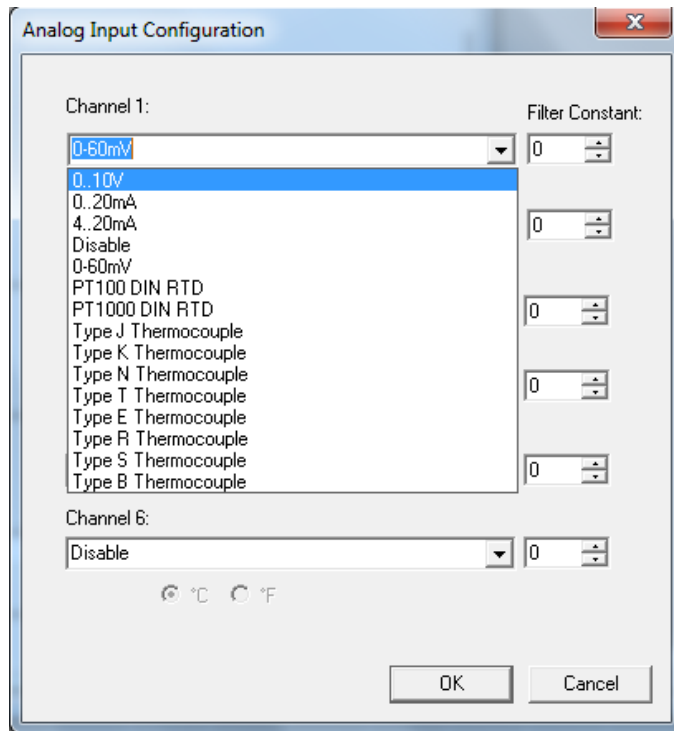 Analog Input Configuration
Channel 1:
Filter Constant:
0-60mV
0
0..10V
0..20mA
4..20mA
0
Disable
0-60mV
PT100 DIN RTD
PT1000 DIN RTD
0
Type J Thermocouple
Type K Thermocouple
Type N Thermocouple
0
Type T Thermocouple
Type E Thermocouple
Type R Thermocouple
Type S Thermocouple
0
Type B Thermocouple
Channel 6:
Disable
0
°C °F
OK Cancel